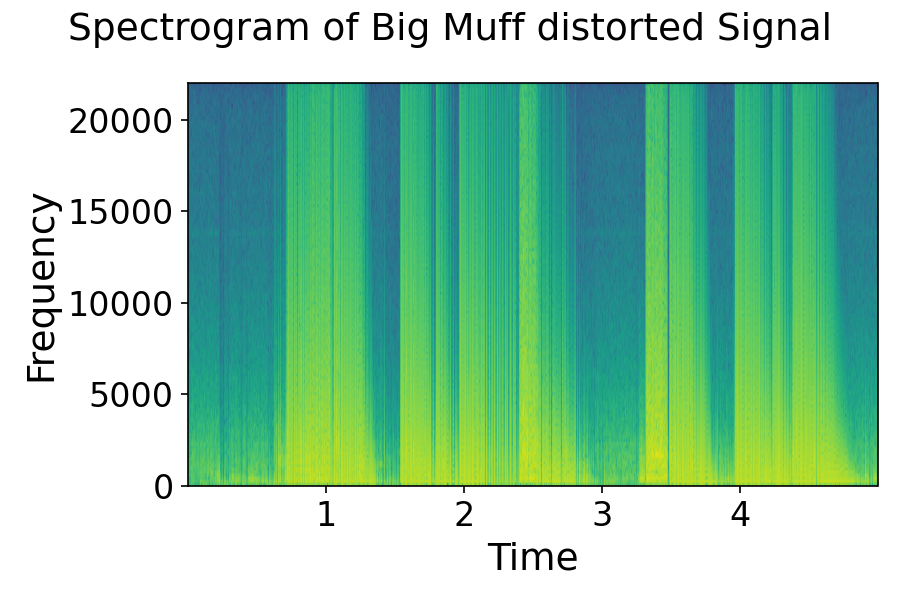 Spectrogram of Big Muff distorted Signal
Frequency
20000
15000
10000
5000
0
1 2 3 4
Time